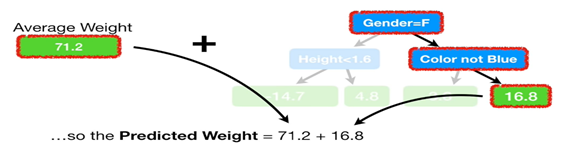 Average Weight
71.2
+
Gender=F
Height<1.6
Color not Blue
-14.7
4.8
16.8
…so the Predicted Weight = 71.2 + 16.8